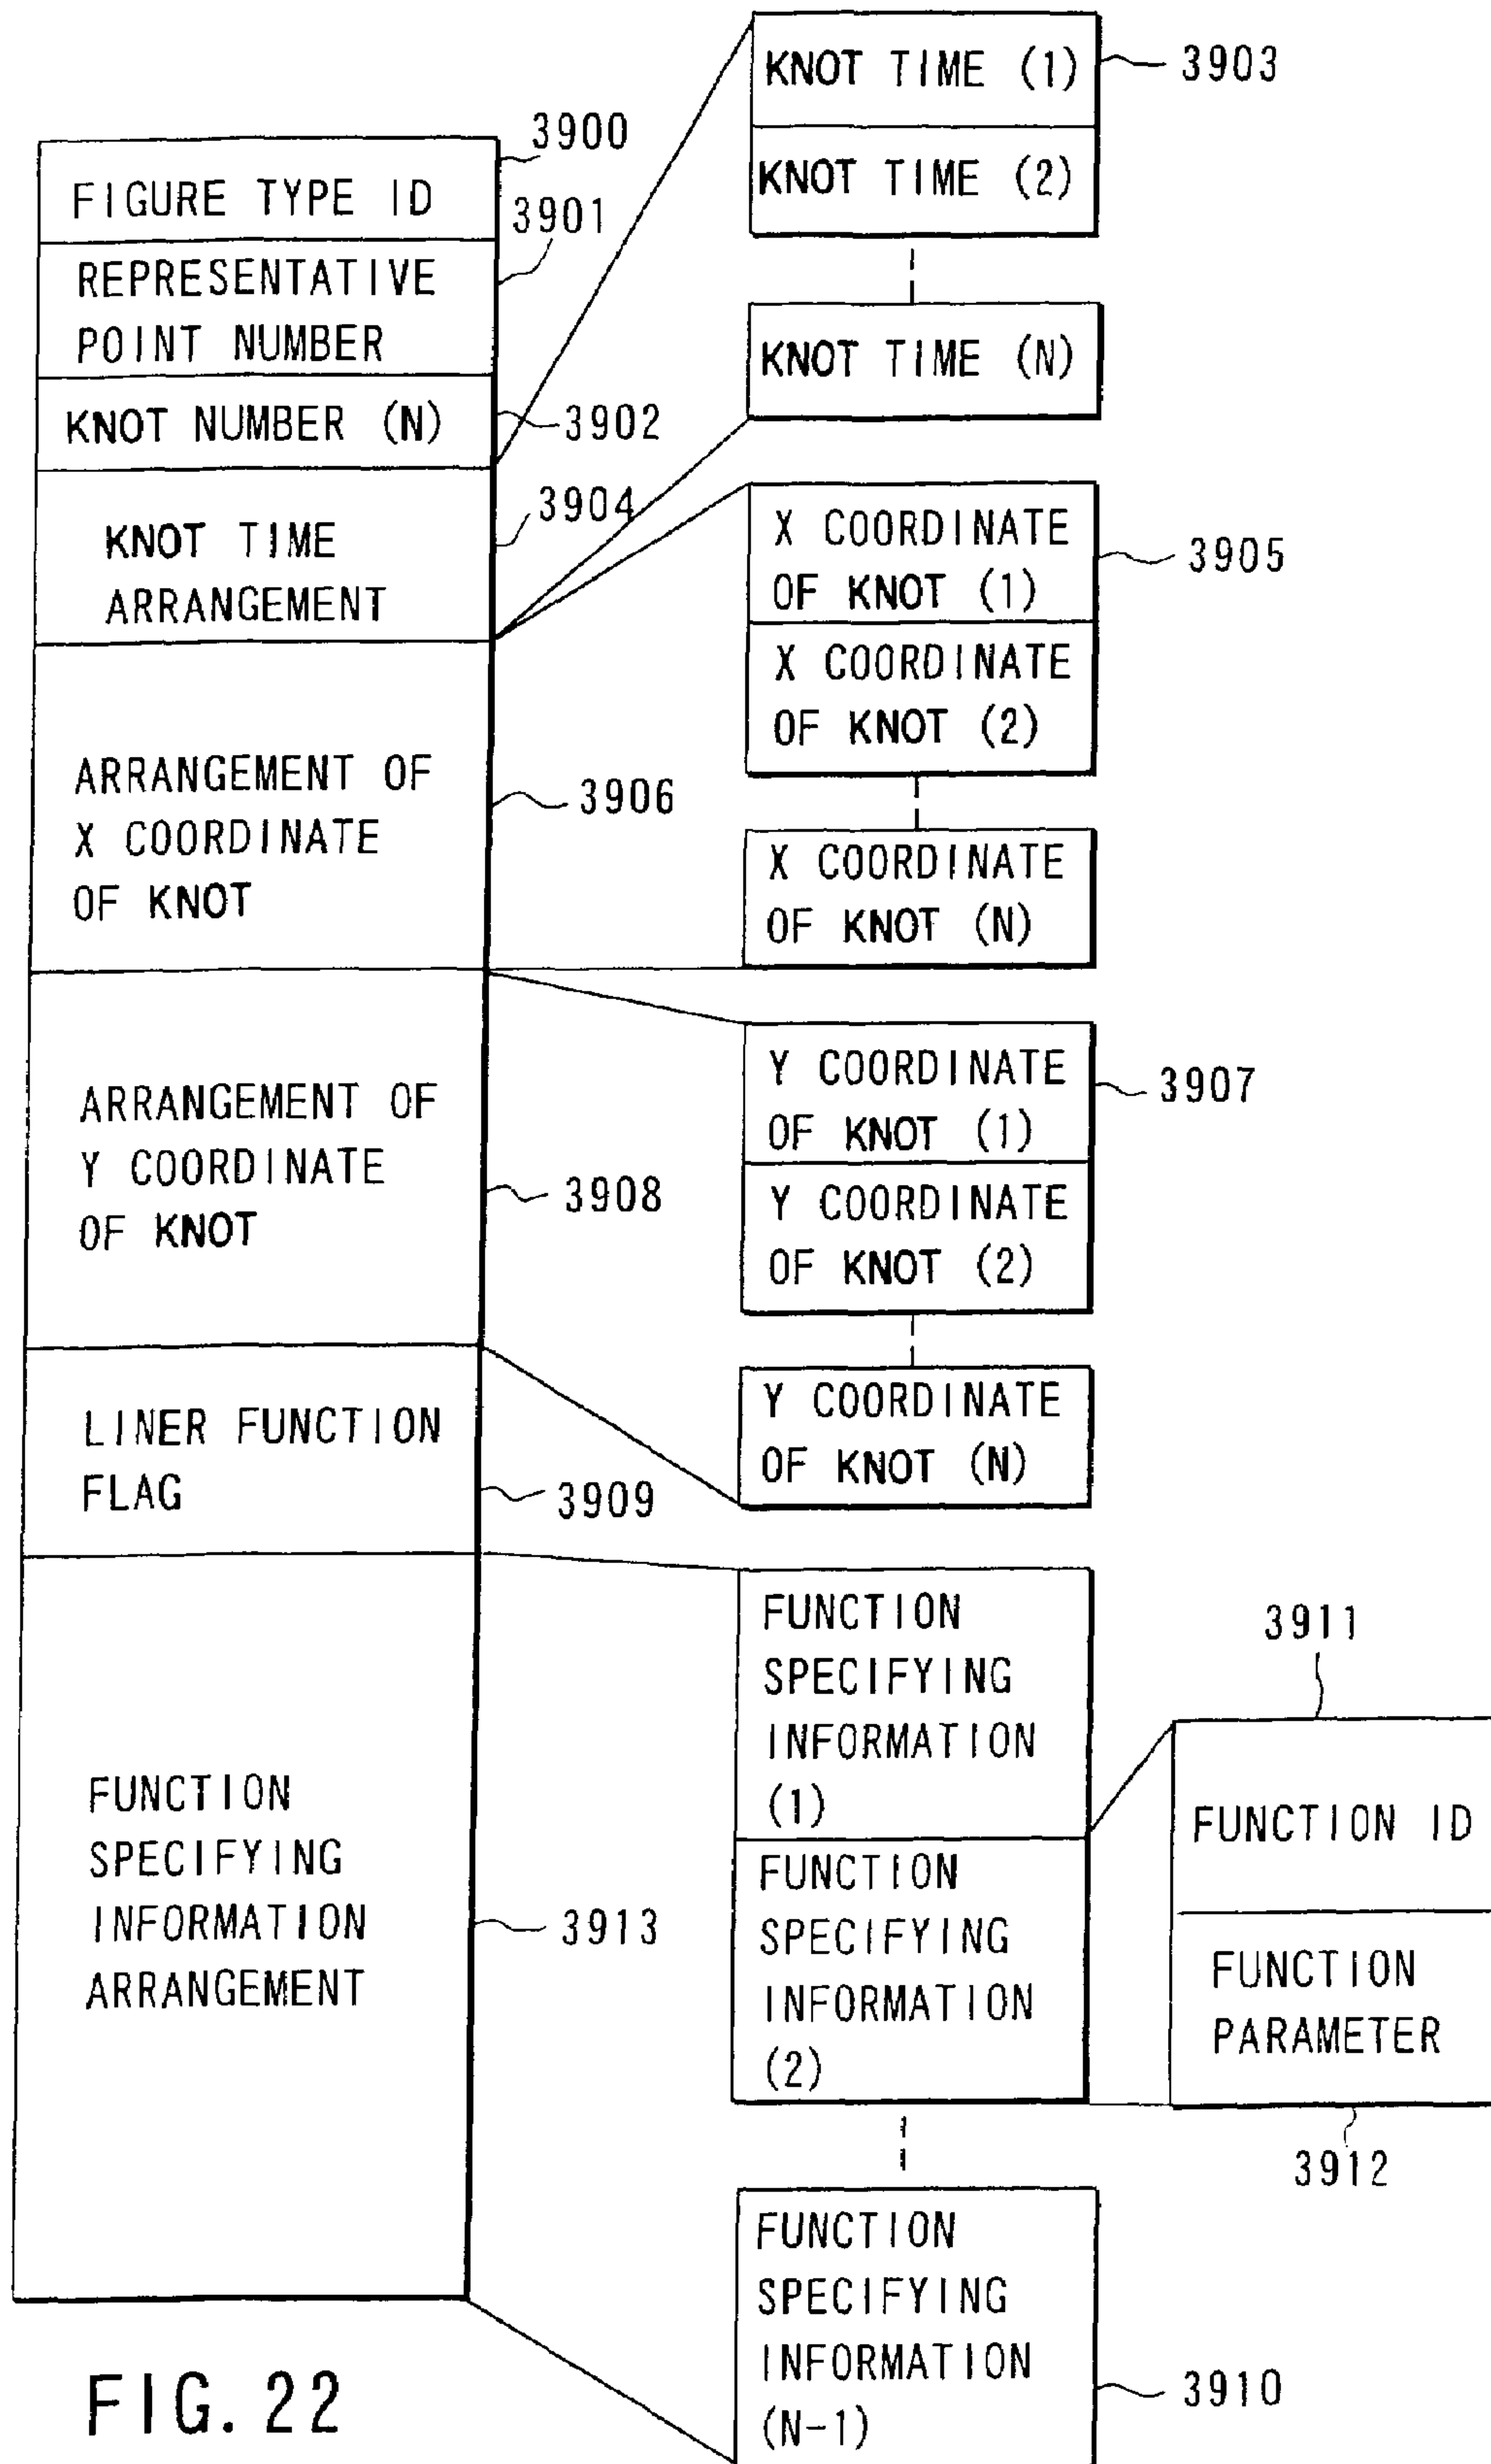 FIGURE TYPE ID
3900
REPRESENTATIVE
POINT NUMBER
3901
KNOT NUMBER (N)
3902
KNOT TIME
ARRANGEMENT
3904
ARRANGEMENT OF
X COORDINATE
OF KNOT
3906
ARRANGEMENT OF
Y COORDINATE
OF KNOT
3908
LINER FUNCTION
FLAG
3909
FUNCTION
SPECIFYING
INFORMATION
ARRANGEMENT
3913
KNOT TIME (1)
3903
KNOT TIME (2)
KNOT TIME (N)
X COORDINATE
OF KNOT (1)
3905
X COORDINATE
OF KNOT (2)
X COORDINATE
OF KNOT (N)
Y COORDINATE
OF KNOT (1)
3907
Y COORDINATE
OF KNOT (2)
Y COORDINATE
OF KNOT (N)
FUNCTION
SPECIFYING
INFORMATION
(1)
FUNCTION
SPECIFYING
INFORMATION
(2)
3911
FUNCTION ID
FUNCTION
PARAMETER
3912
FUNCTION
SPECIFYING
INFORMATION
(N-1)
3910
FIG. 22